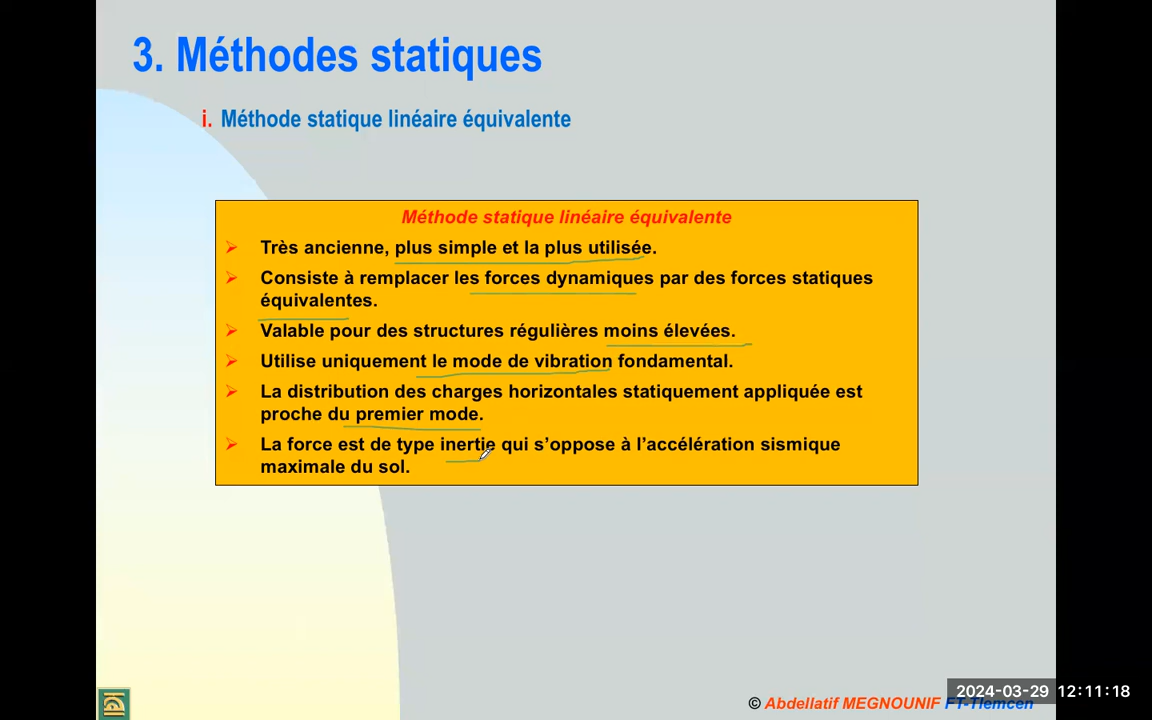 3. Méthodes statiques
i. Méthode statique linéaire équivalente
Méthode statique linéaire équivalente
Très ancienne, plus simple et la plus utilisée.
Consiste à remplacer les forces dynamiques par des forces statiques
équivalentes.
Valable pour des structures régulières moins élevées.
Utilise uniquement le mode de vibration fondamental.
La distribution des charges horizontales statiquement appliquée est
proche du premier mode.
La force est de type inertie qui s’oppose à l’accélération sismique
maximale du sol.
2024-03-29 12:11:18
© Abdellatif MEGNOUNIF FT-Tlemcen